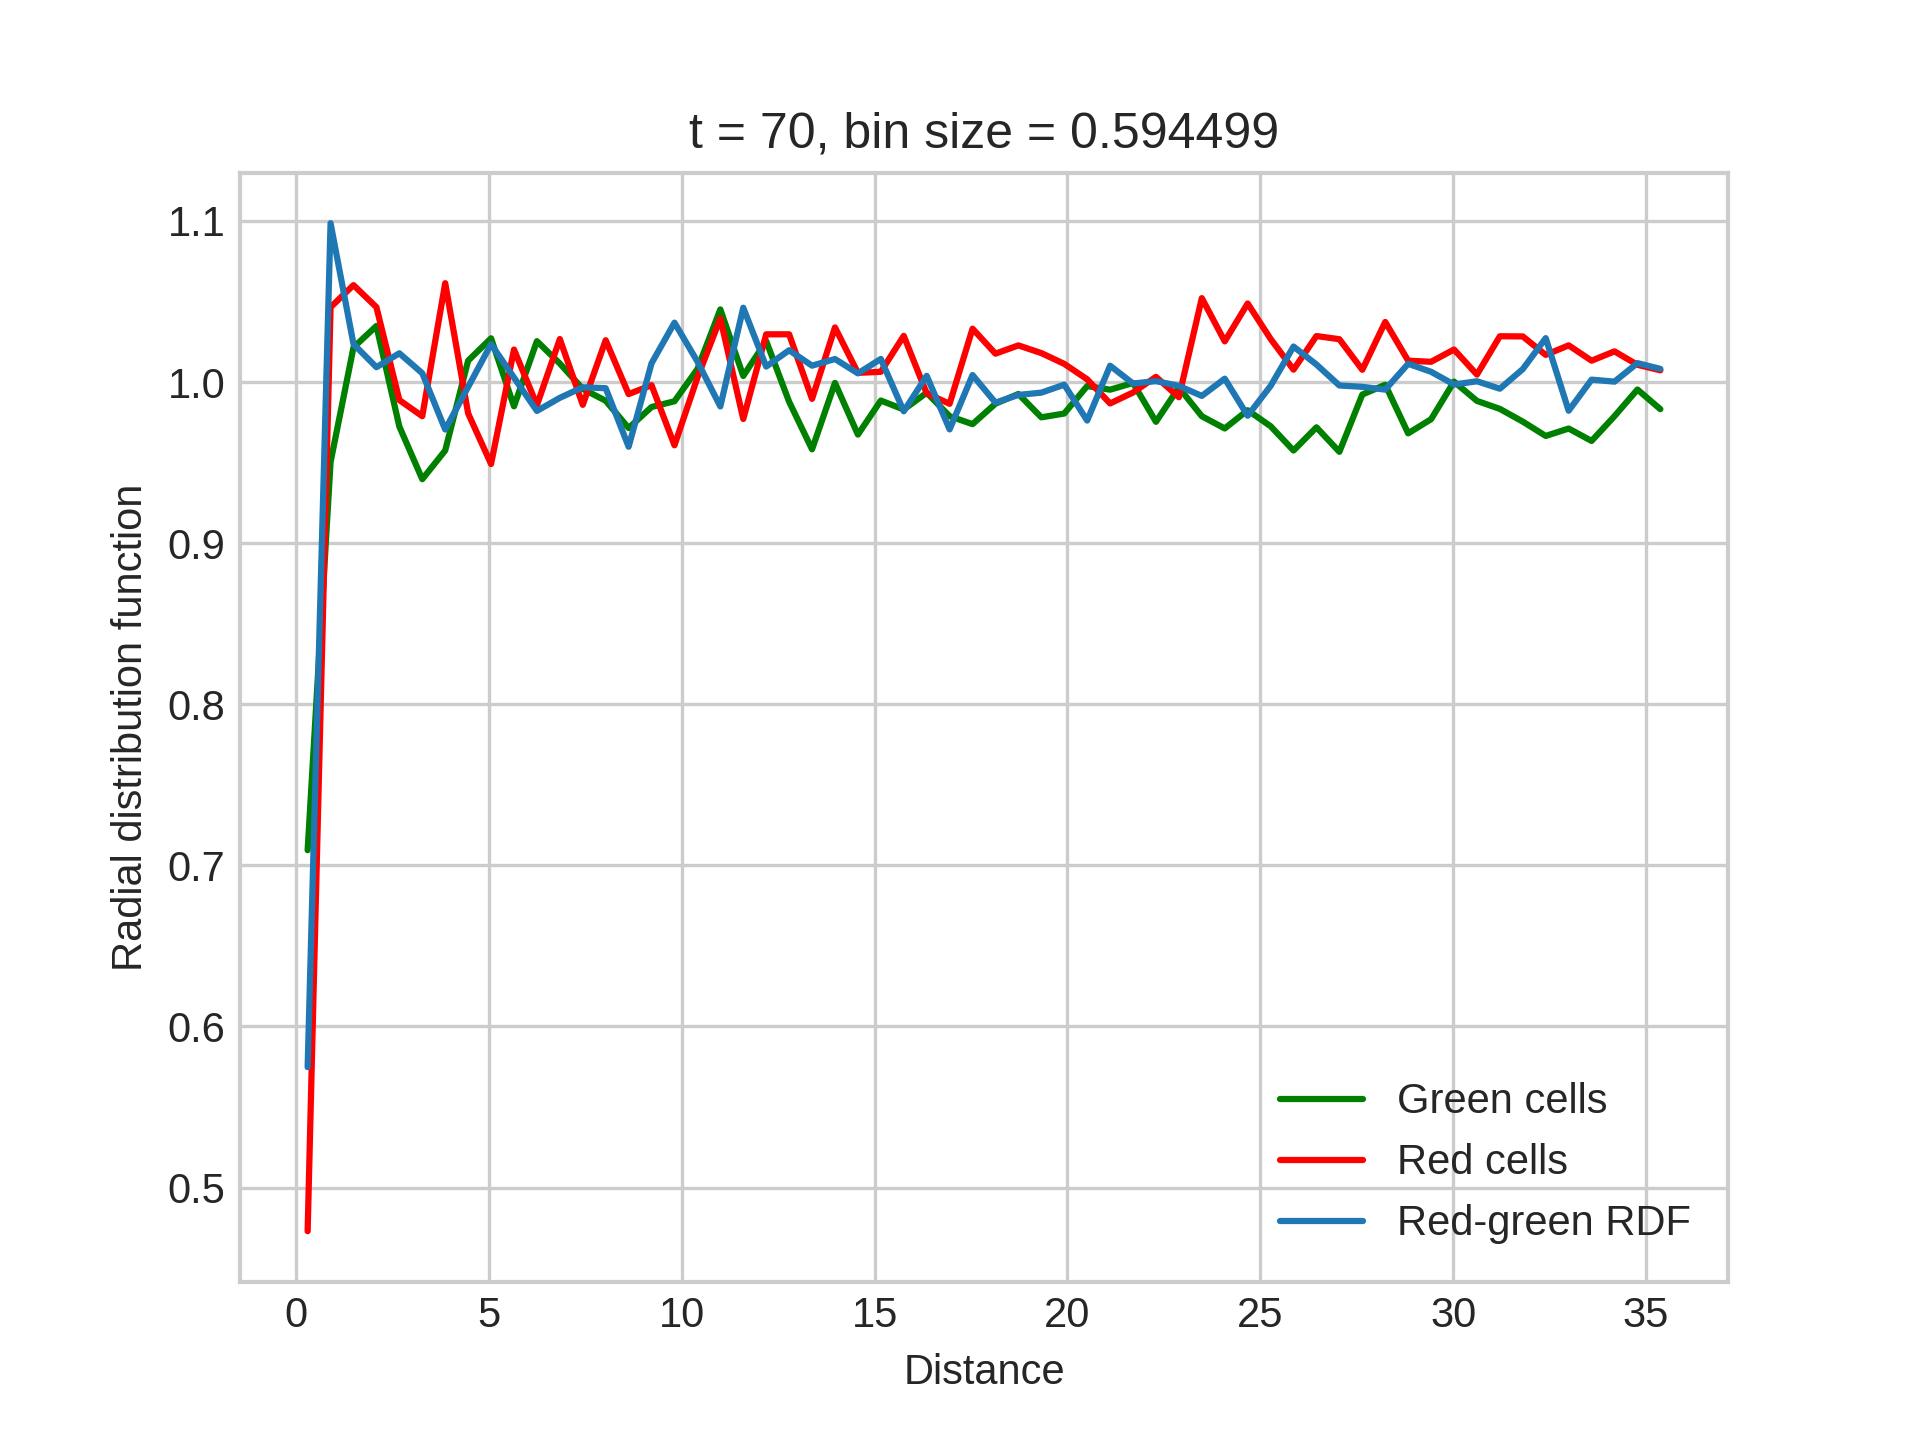 t = 70, bin size = 0.594499
Radial distribution function
1.1
1.0
0.9
0.8
0.7
0.6
0.5
Green cells
Red cells
Red-green RDF
0 5 10 15 20 25 30 35
Distance